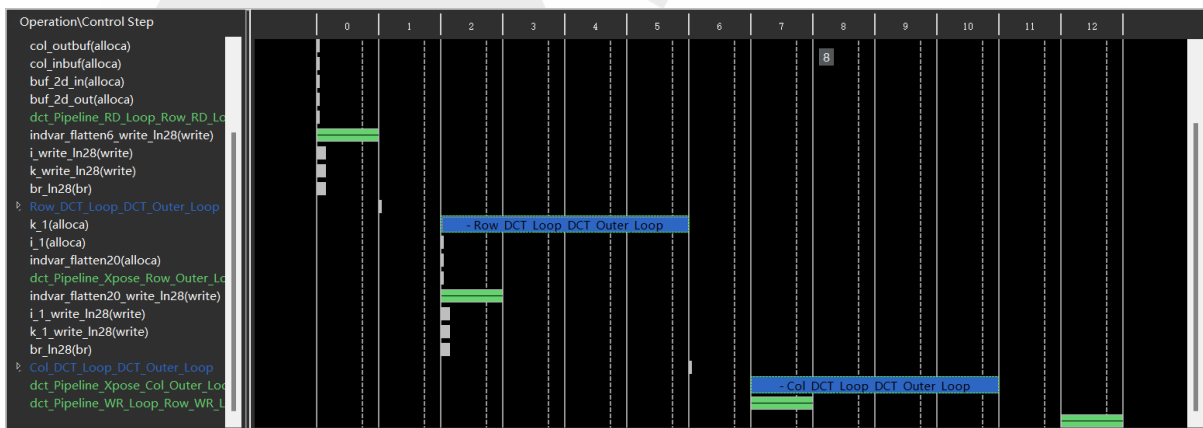 Operation\Control Step
0 1 2 3 4 5 6 7 8 9 10 11 12
col_outbuf(alloca)
col_inbuf(alloca)
8
buf_2d_in(alloca)
buf_2d_out(alloca)
dct_Pipeline_RD_Loop_Row_RD_Lo
indvar_flatten6_write_ln28(write)
i_write_ln28(write)
k_write_ln28(write)
br_ln28(br)
Row_DCT_Loop_DCT_Outer_Loop
k_1(alloca)
- Row_DCT_Loop_DCT_Outer_Loop
i_1(alloca)
indvar_flatten20(alloca)
dct_Pipeline_Xpose_Row_Outer_Lo
indvar_flatten20_write_ln28(write)
i_1_write_ln28(write)
k_1_write_ln28(write)
br_ln28(br)
Col_DCT_Loop_DCT_Outer_Loop
dct_Pipeline_Xpose_Col_Outer_Loo
- Col_DCT_Loop_DCT_Outer_Loop
dct_Pipeline_WR_Loop_Row_WR_L